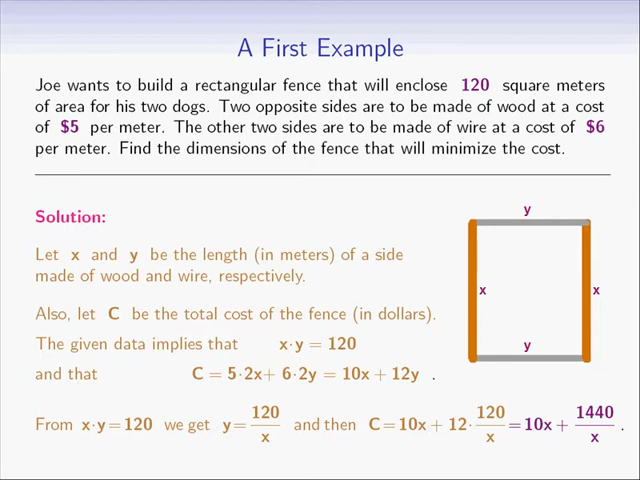 A First Example
Joe wants to build a rectangular fence that will enclose 120 square meters
of area for his two dogs. Two opposite sides are to be made of wood at a cost
of $5 per meter. The other two sides are to be made of wire at a cost of $6
per meter. Find the dimensions of the fence that will minimize the cost.
Solution:
Let x and y be the length (in meters) of a side
made of wood and wire, respectively.
Also, let C be the total cost of the fence (in dollars).
The given data implies that x·y = 120
and that C = 5·2x+ 6·2y = 10x + 12y .
From x·y=120 we get y=120/x and then C=10x + 12·120/x=10x + 1440/x .
y
x x
y